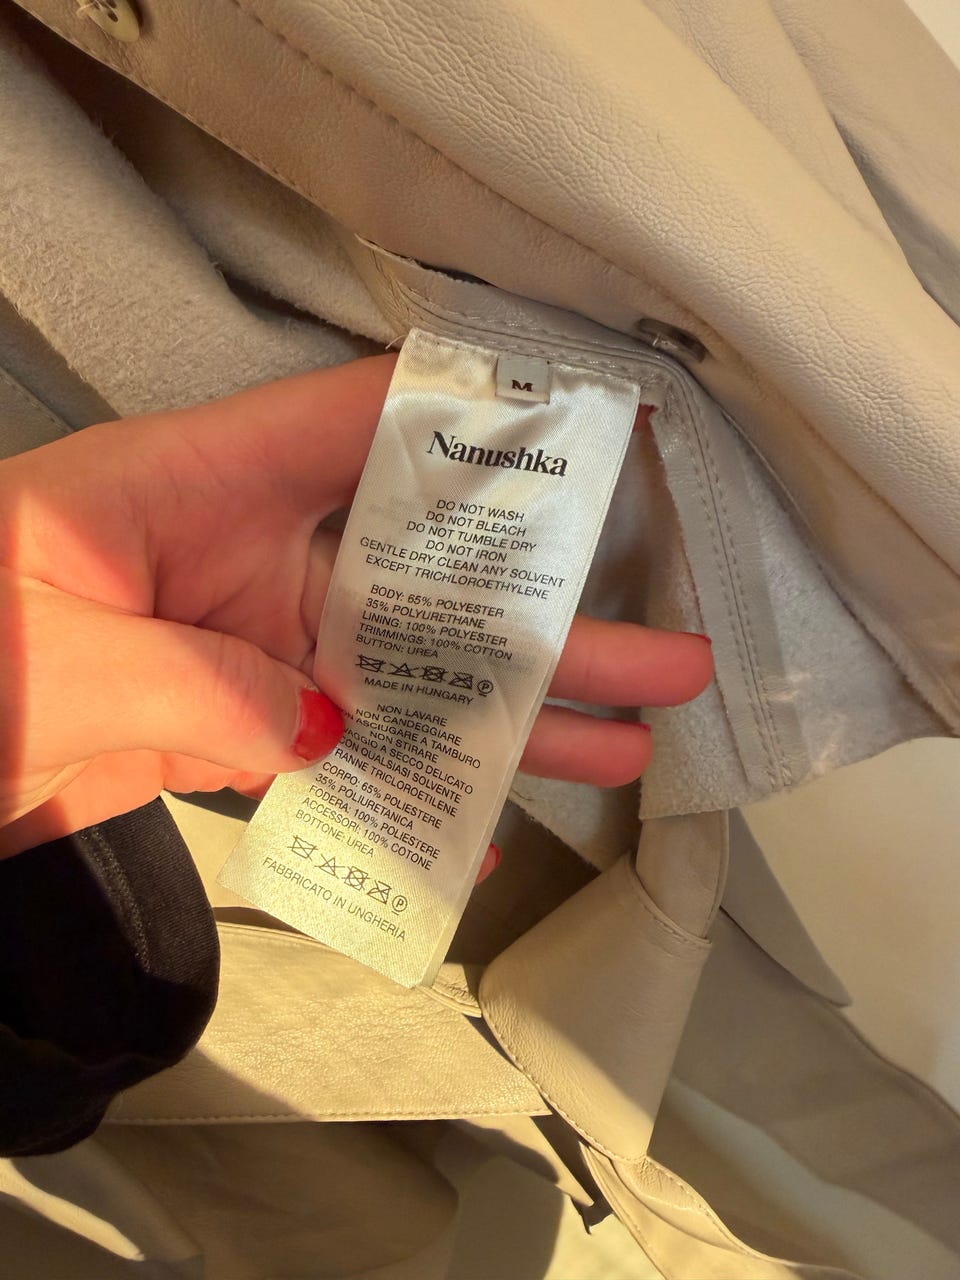 M
Nanushka
DO NOT WASH
DO NOT BLEACH
DO NOT TUMBLE DRY
DO NOT IRON
GENTLE DRY CLEAN ANY SOLVENT
EXCEPT TRICHLOROETHYLENE
BODY: 65% POLYESTER
35% POLYURETHANE
LINING: 100% POLYESTER
TRIMMINGS: 100% COTTON
BUTTON: UREA
P
MADE IN HUNGARY
NON LAVARE
NON CANDEGGIARE
ASCIUGARE A TAMBURO
NON STIRARE
A SECCO DELICATO
CON QUALSIASI SOLVENTE
TRICLOROETILENE
CORPO: 65% POLIESTERE
35% POLIURETANICA
FODERA: 100% POLIESTERE
ACCESSORI: 100% COTONE
BOTTONE: UREA
P
FABBRICATO IN UNGHERIA